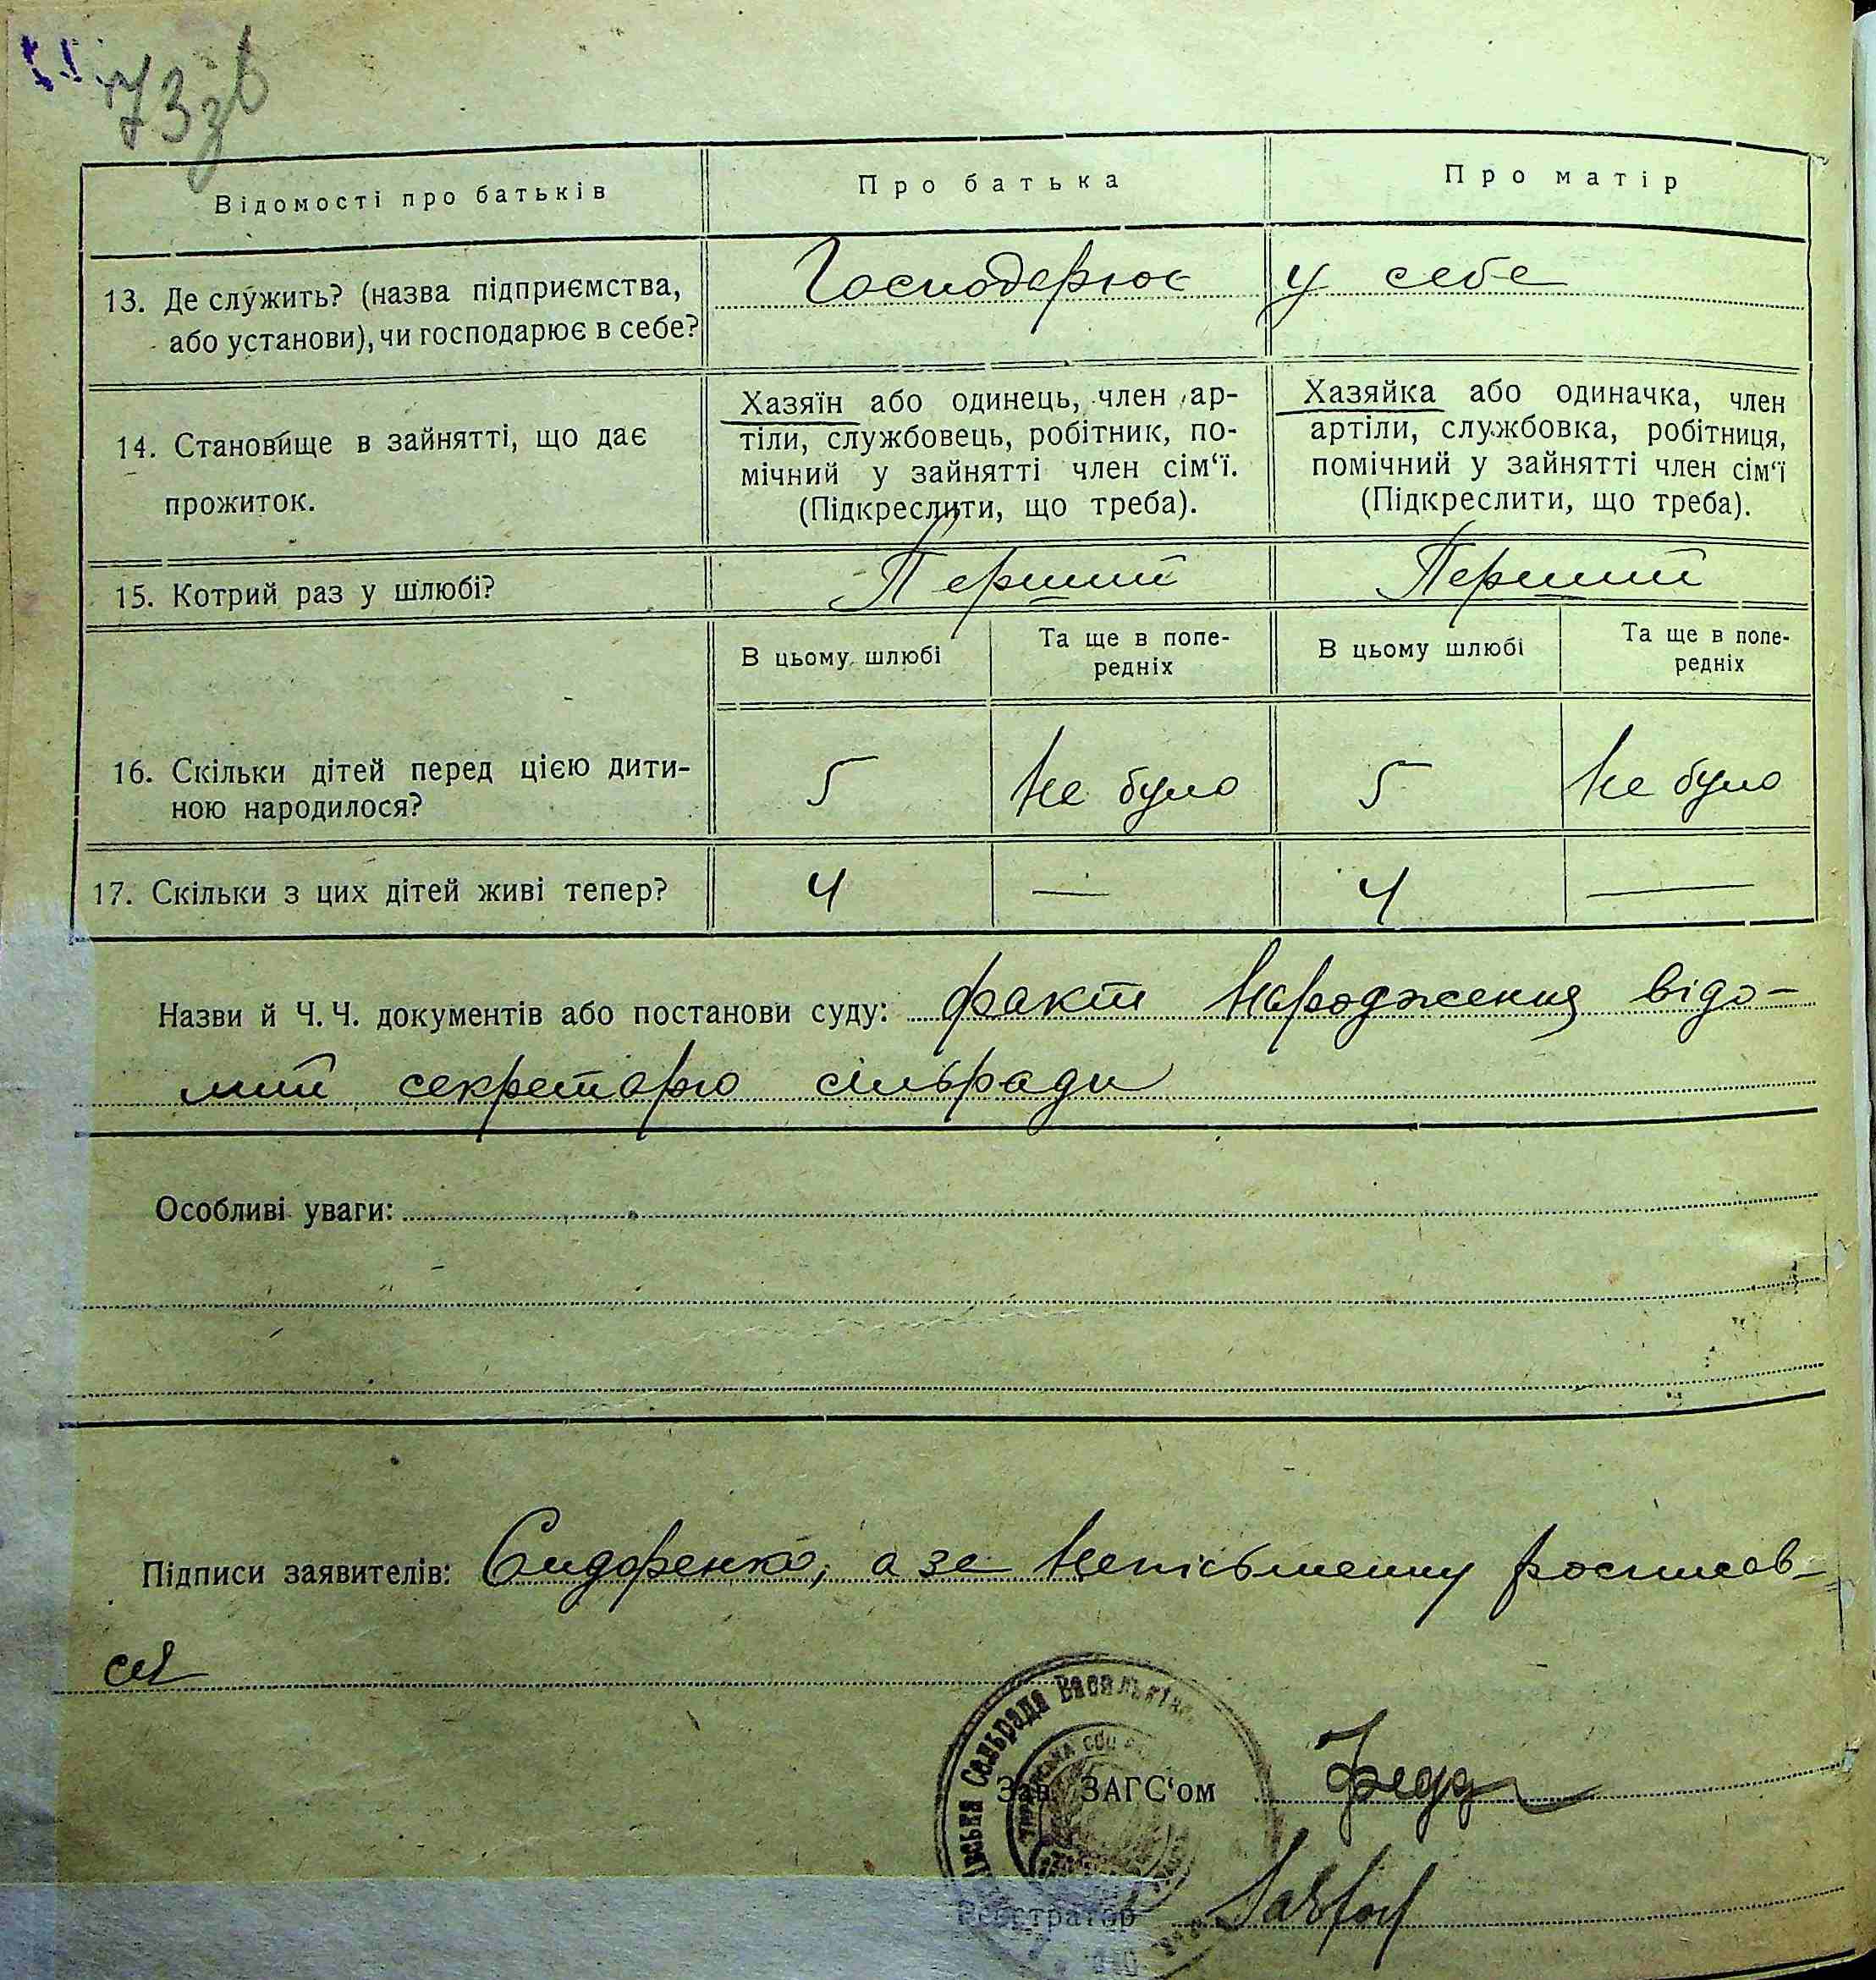 73зв
Відомості про батьків
Про батька
Про матір
13. Де служить? (назва підприємства,
або установи), чи господарює в себе?
Господерює у себе
14. Становище в зайнятті, що дає
прожиток.
Хазяїн або одинець, член ар-
тіли, службовець, робітник, по-
мічний у зайнятті член сім‘ї.
(Підкреслити, що треба).
Хазяйка або одиначка, член
артіли, службовка, робітниця,
помічний у зайнятті член сім‘ї
(Підкреслити, що треба).
15. Котрий раз у шлюбі?
Перший
Перший
В цьому шлюбі
Та ще в попе-
редніх
В цьому шлюбі
Та ще в попе-
редніх
16. Скільки дітей перед цією дити-
ною народилося?
5
Не було
5
Не було
17. Скільки з цих дітей живі тепер?
4
—
4
—
Назви й Ч. Ч. документів або постанови суду: факт Народження відо-
мий секретарю сільради
Особливі уваги:
Підписи заявителів: Сидоренко, а за Непісьменну росписав-
ся
Зав. ЗАГС‘ом
Реєстратор
Сельрада Васильків